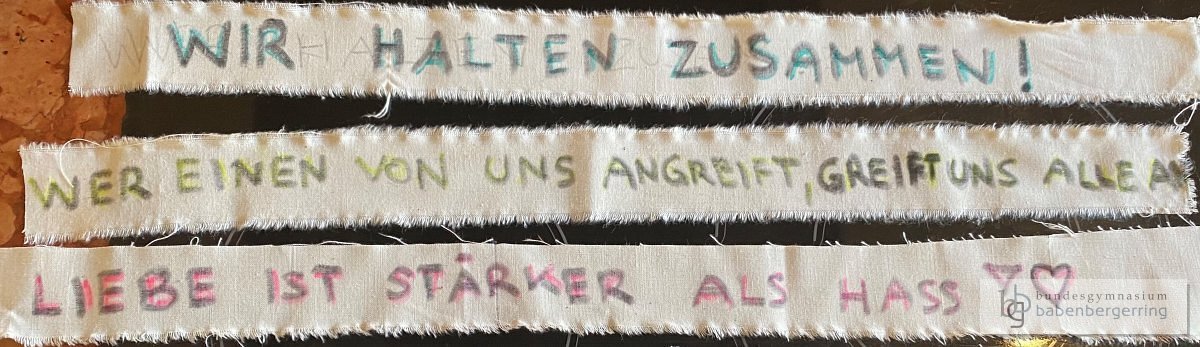 WIR HALTEN ZUSAMMEN!
WER EINEN VON UNS ANGREIFT, GREIFT UNS ALLE AN
LIEBE IST STÄRKER ALS HASS
bundesgymnasium
babenbergerring